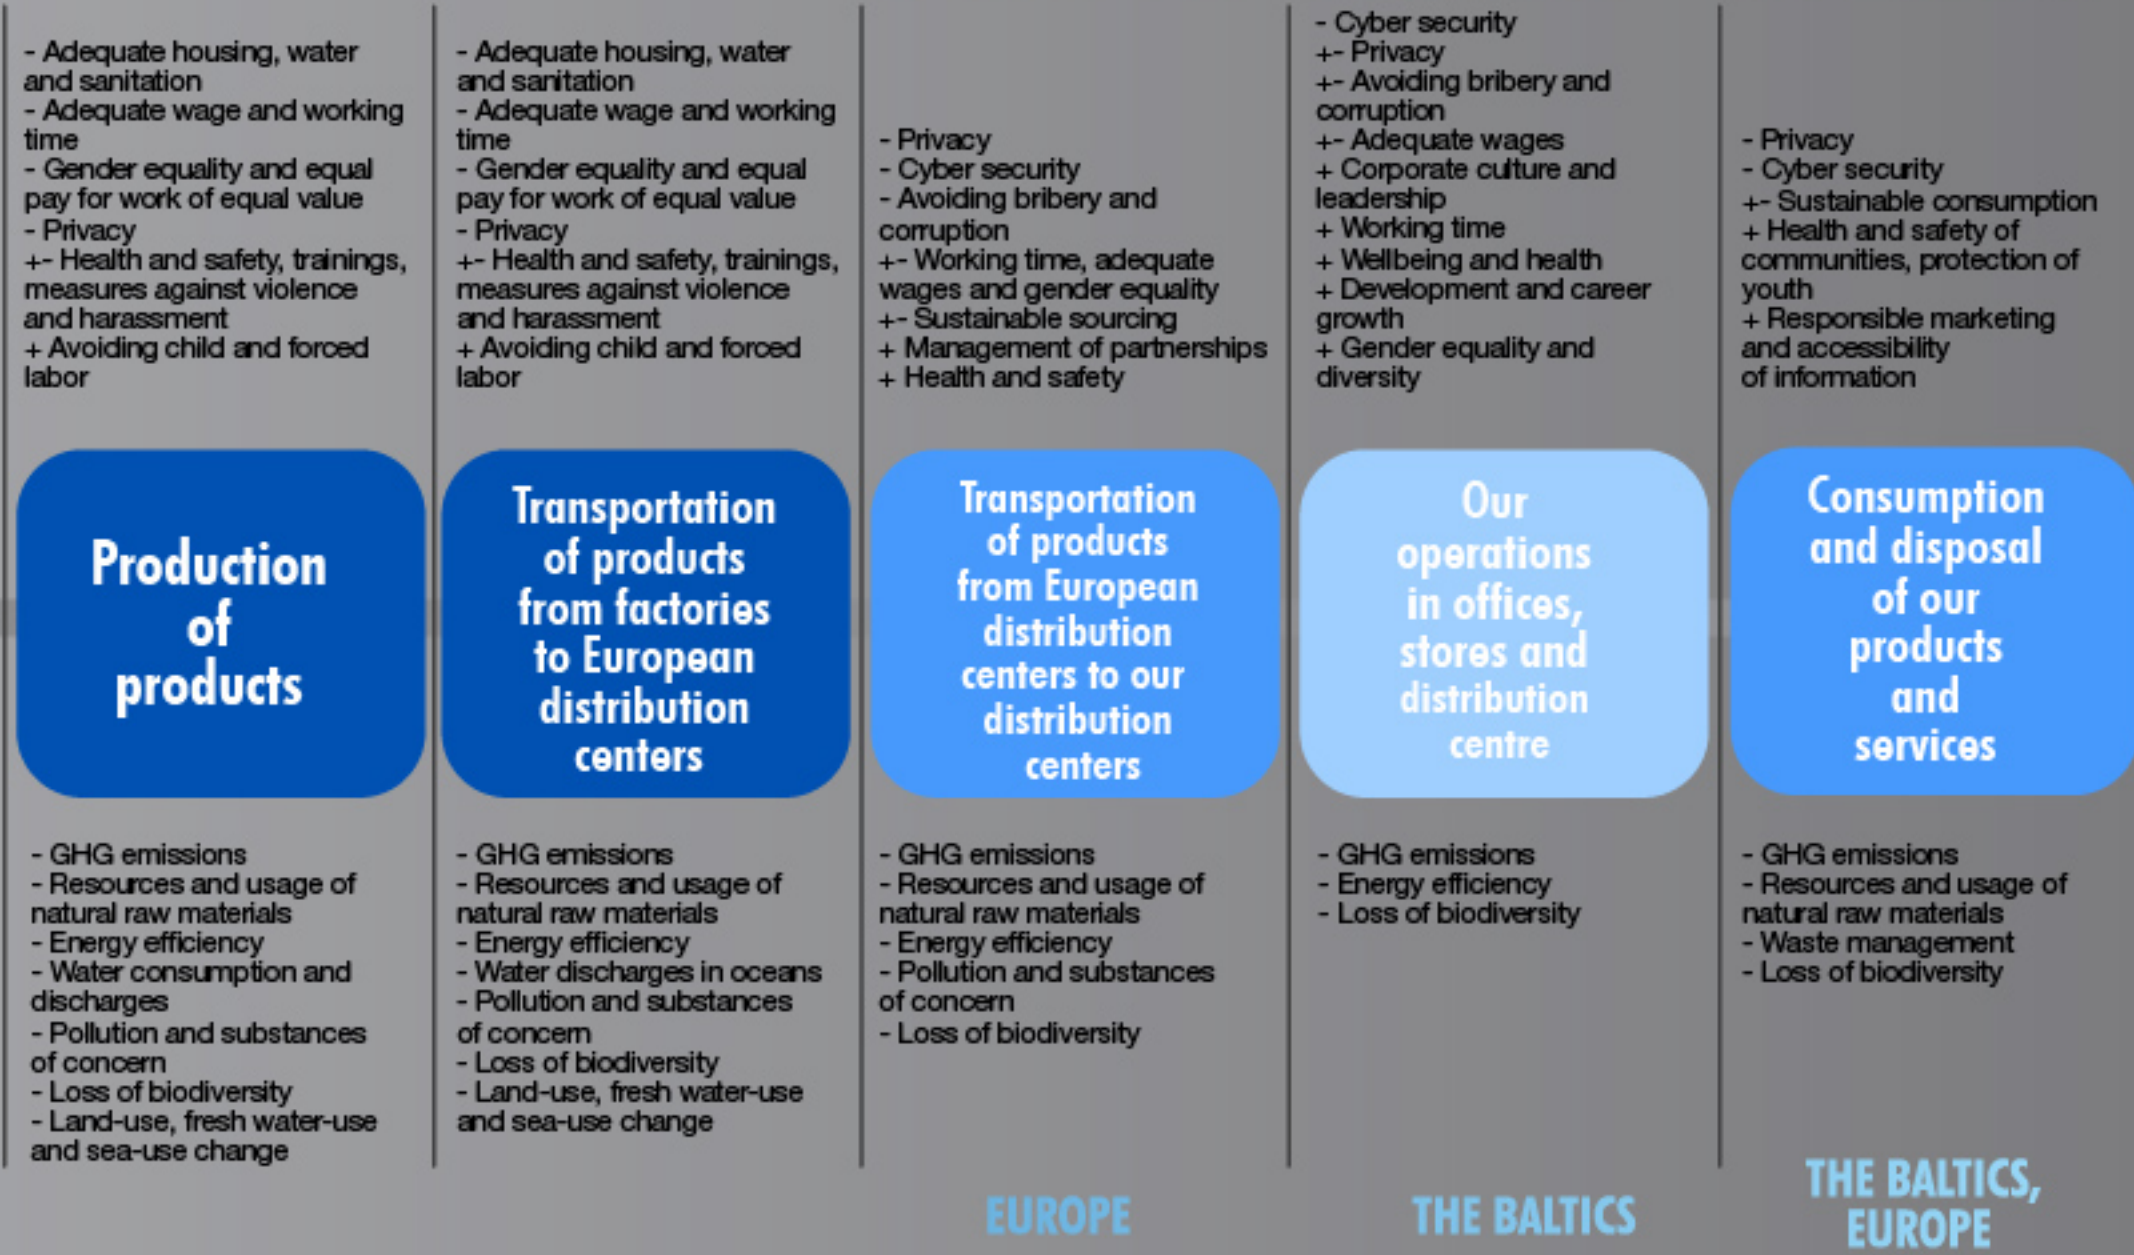 - Adequate housing, water
and sanitation
- Adequate wage and working
time
- Gender equality and equal
pay for work of equal value
- Privacy
+- Health and safety, trainings,
measures against violence
and harassment
+ Avoiding child and forced
labor
- Adequate housing, water
and sanitation
- Adequate wage and working
time
- Gender equality and equal
pay for work of equal value
- Privacy
+- Health and safety, trainings,
measures against violence
and harassment
+ Avoiding child and forced
labor
- Privacy
- Cyber security
- Avoiding bribery and
corruption
+- Working time, adequate
wages and gender equality
+- Sustainable sourcing
+ Management of partnerships
+ Health and safety
- Cyber security
+- Privacy
+- Avoiding bribery and
corruption
+- Adequate wages
+ Corporate culture and
leadership
+ Working time
+ Wellbeing and health
+ Development and career
growth
+ Gender equality and
diversity
- Privacy
- Cyber security
+- Sustainable consumption
+ Health and safety of
communities, protection of
youth
+ Responsible marketing
and accessibility
of information
Production
of
products
Transportation
of products
from factories
to European
distribution
centers
Transportation
of products
from European
distribution
centers to our
distribution
centers
Our
operations
in offices,
stores and
distribution
centre
Consumption
and disposal
of our
products
and
services
- GHG emissions
- Resources and usage of
natural raw materials
- Energy efficiency
- Water consumption and
discharges
- Pollution and substances
of concern
- Loss of biodiversity
- Land-use, fresh water-use
and sea-use change
- GHG emissions
- Resources and usage of
natural raw materials
- Energy efficiency
- Water discharges in oceans
- Pollution and substances
of concern
- Loss of biodiversity
- Land-use, fresh water-use
and sea-use change
- GHG emissions
- Resources and usage of
natural raw materials
- Energy efficiency
- Pollution and substances
of concern
- Loss of biodiversity
- GHG emissions
- Energy efficiency
- Loss of biodiversity
- GHG emissions
- Resources and usage of
natural raw materials
- Waste management
- Loss of biodiversity
EUROPE
THE BALTICS
THE BALTICS,
EUROPE